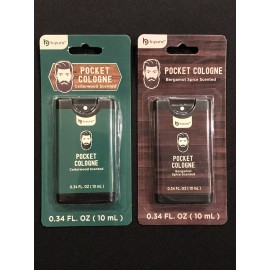 POCKET
COLOGNE
Cedarwood Scented
POCKET
COLOGNE
Cedarwood Scented
0.34 FL. OZ (10 mL)
0.34 FL. OZ ( 10 mL )
POCKET COLOGNE
Bergamot Spice Scented
POCKET
COLOGNE
Bergamot
Spice Scented
0.34 FL. OZ (10 mL)
0.34 FL. OZ ( 10 mL )